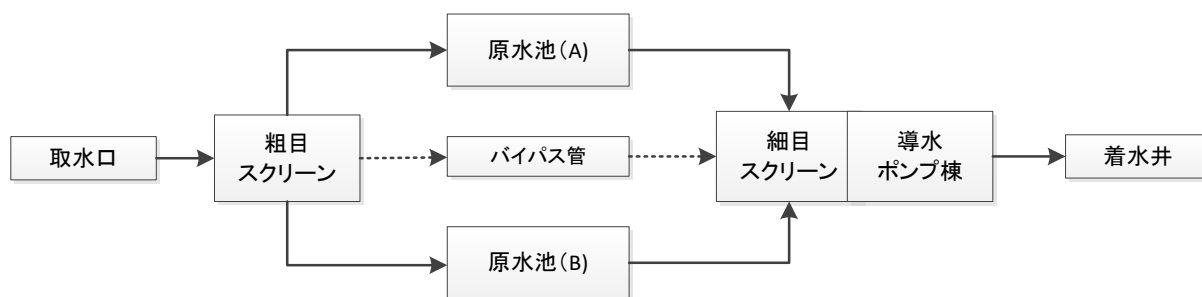 原水池（A)
取水口
粗目
スクリーン
バイパス管
細目
スクリーン
導水
ポンプ棟
着水井
原水池（B)